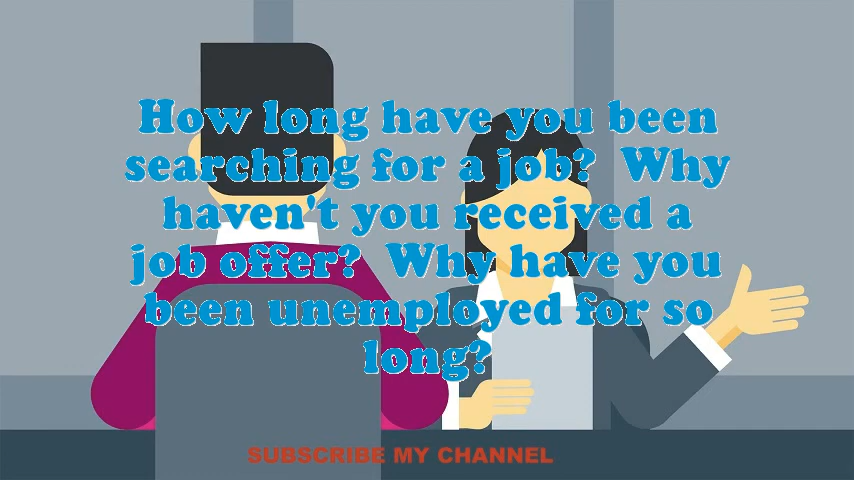 How long have you been
searching for a job?  Why
haven't you received a
job offer?  Why have you
been unemployed for so
long?
SUBSCRIBE MY CHANNEL